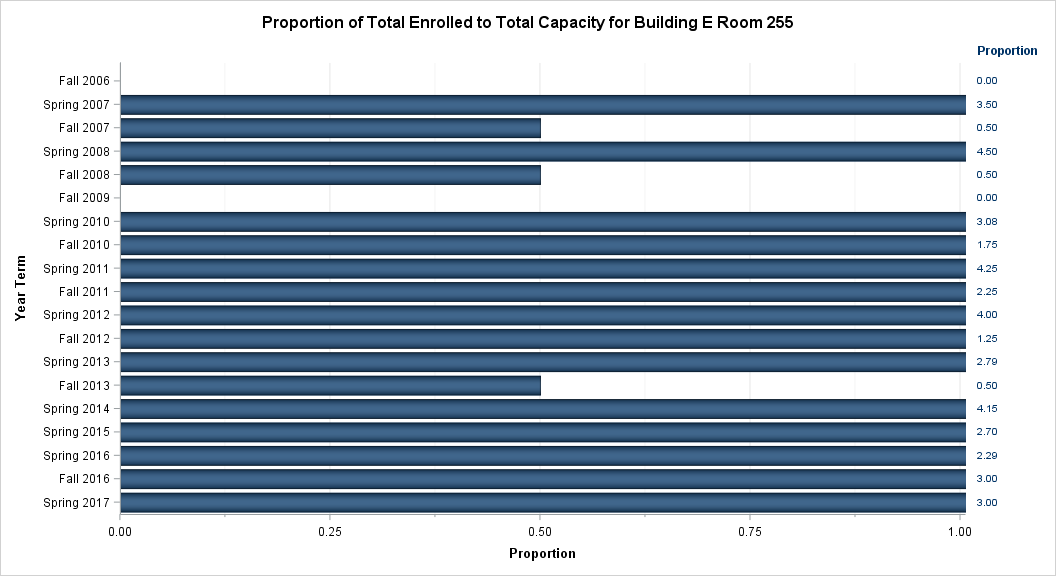 Proportion of Total Enrolled to Total Capacity for Building E Room 255
Proportion
Fall 2006 0.00
Spring 2007 3.50
Fall 2007 0.50
Spring 2008 4.50
Fall 2008 0.50
Fall 2009 0.00
Spring 2010 3.08
Fall 2010 1.75
Spring 2011 4.25
Fall 2011 2.25
Spring 2012 4.00
Fall 2012 1.25
Spring 2013 2.79
Fall 2013 0.50
Spring 2014 4.15
Spring 2015 2.70
Spring 2016 2.29
Fall 2016 3.00
Spring 2017 3.00
Year Term
0.00 0.25 0.50 0.75 1.00
Proportion